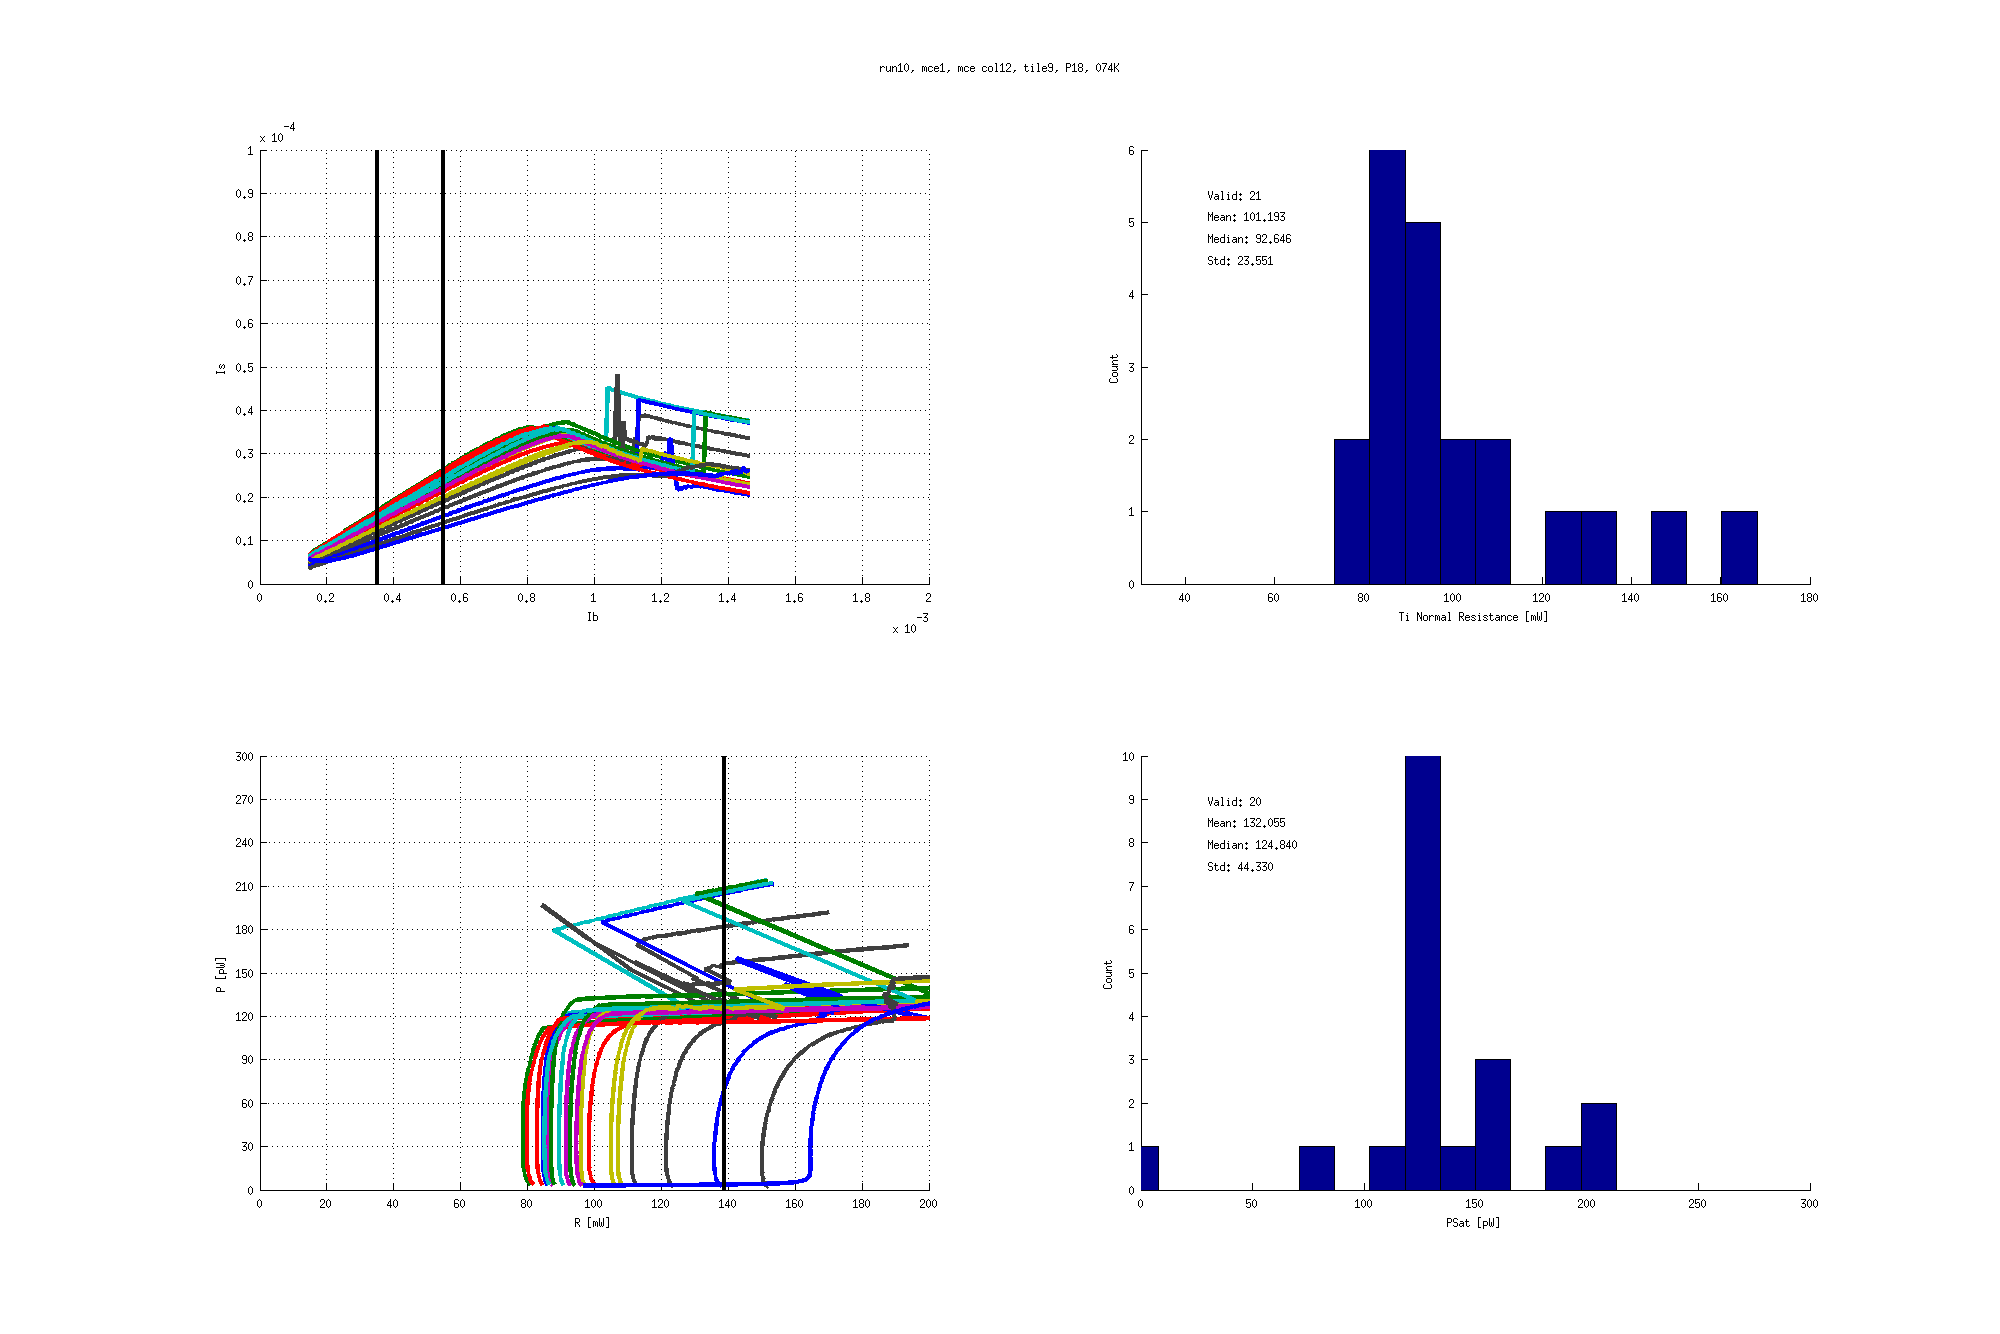 run10, mce1, mce col12, tile9, P18, 074K
x 10^-4
1
0.9
0.8
0.7
0.6
0.5
0.4
0.3
0.2
0.1
0
Is
0 0.2 0.4 0.6 0.8 1 1.2 1.4 1.6 1.8 2
Ib
x 10^-3
6
5
4
3
2
1
0
Count
Valid: 21
Mean: 101.193
Median: 92.646
Std: 23.551
40 60 80 100 120 140 160 180
Ti Normal Resistance [mW]
300
270
240
210
180
150
120
90
60
30
0
P [pW]
0 20 40 60 80 100 120 140 160 180 200
R [mW]
10
9
8
7
6
5
4
3
2
1
0
Count
Valid: 20
Mean: 132.055
Median: 124.840
Std: 44.330
0 50 100 150 200 250 300
PSat [pW]